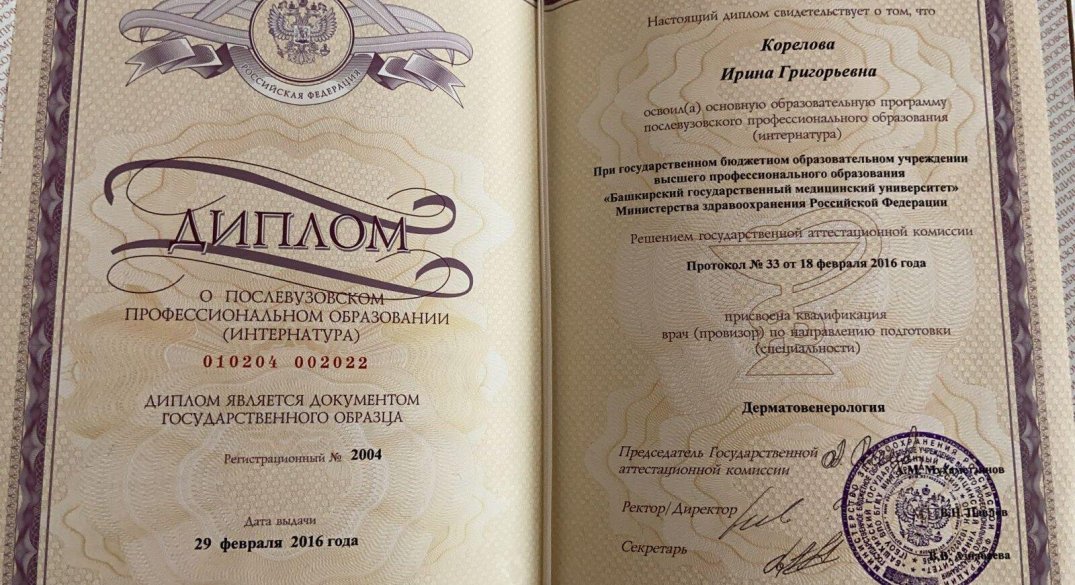 РОССИЙСКАЯ ФЕДЕРАЦИЯ
ДИПЛОМ
О ПОСЛЕВУЗОВСКОМ
ПРОФЕССИОНАЛЬНОМ ОБРАЗОВАНИИ
(ИНТЕРНАТУРА)
010204 002022
ДИПЛОМ ЯВЛЯЕТСЯ ДОКУМЕНТОМ
ГОСУДАРСТВЕННОГО ОБРАЗЦА
Регистрационный № 2004
Дата выдачи
29 февраля 2016 года
Настоящий диплом свидетельствует о том, что
Корелова
Ирина Григорьевна
освоил(а) основную образовательную программу
послевузовского профессионального образования
(интернатура)
При государственном бюджетном образовательном учреждении
высшего профессионального образования
«Башкирский государственный медицинский университет»
Министерства здравоохранения Российской Федерации
Решением государственной аттестационной комиссии
Протокол № 33 от 18 февраля 2016 года
присвоена квалификация
врач (провизор) по направлению подготовки
(специальности)
Дерматовенерология
Председатель Государственной
аттестационной комиссии
Ректор/Директор
В.Н. Павлов
Секретарь